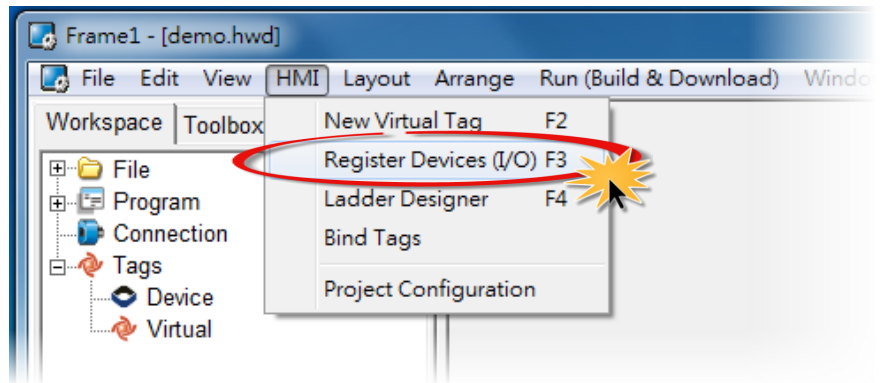 Frame1 - [demo.hwd]
File Edit View HMI Layout Arrange Run (Build & Download)
Workspace Toolbox
New Virtual Tag F2
Register Devices (I/O) F3
Ladder Designer F4
Bind Tags
Project Configuration
File
Program
Connection
Tags
Device
Virtual